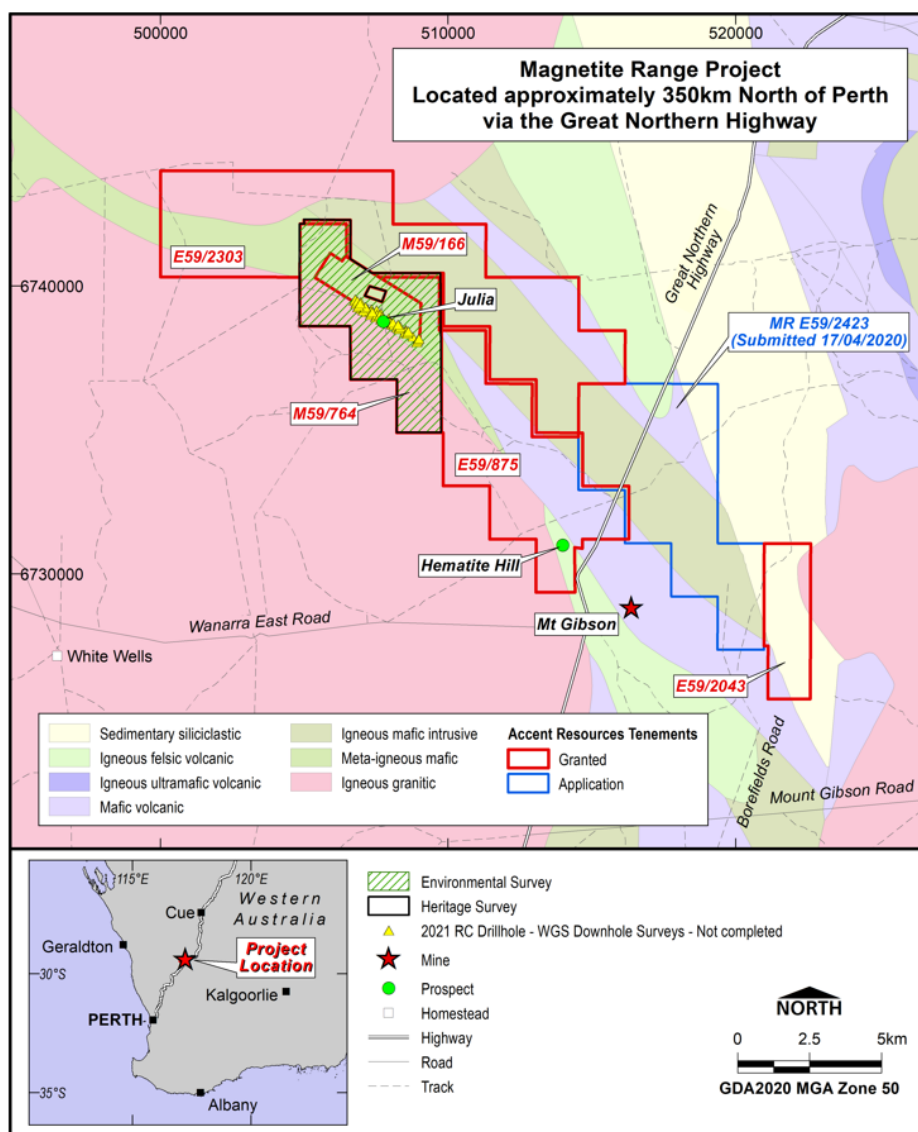 500000
510000
520000
Magnetite Range Project
Located approximately 350km North of Perth
via the Great Northern Highway
Great Northern
Highway
E59/2303
M59/166
6740000
Julia
MR E59/2423
(Submitted 17/04/2020)
M59/764
E59/875
Hematite Hill
6730000
Wanarra East Road
Mt Gibson
White Wells
E59/2043
Borefields Road
Mount Gibson Road
Sedimentary siliciclastic
Igneous felsic volcanic
Igneous ultramafic volcanic
Mafic volcanic
Igneous mafic intrusive
Meta-igneous mafic
Igneous granitic
Accent Resources Tenements
Granted
Application
115°E
120°E
Western
Australia
Cue
Geraldton
Project
Location
30°S
-30°S
Kalgoorlie
PERTH
35°S
-35°S
Albany
Environmental Survey
Heritage Survey
2021 RC Drillhole - WGS Downhole Surveys - Not completed
Mine
Prospect
Homestead
Highway
Road
Track
NORTH
0 2.5 5km
GDA2020 MGA Zone 50